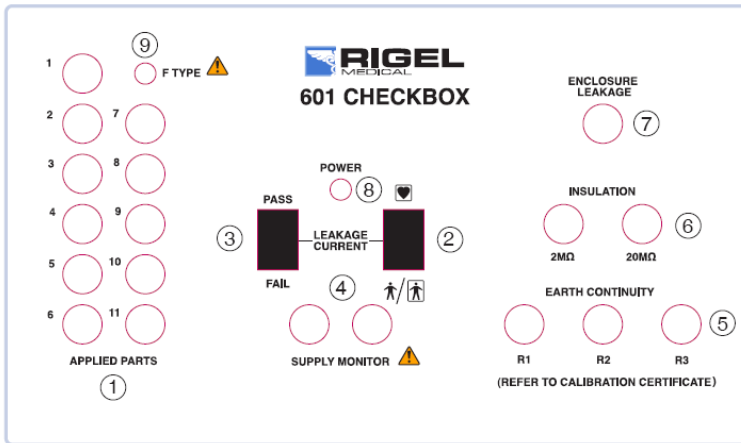 9
1
F TYPE
RIGEL
MEDICAL
601 CHECKBOX
ENCLOSURE
LEAKAGE
7
2 7
3 8
4 9
5 10
6 11
APPLIED PARTS
1
POWER
8
PASS
3
LEAKAGE
CURRENT
2
FAIL
4
/
SUPPLY MONITOR
INSULATION
6
2MΩ 20MΩ
EARTH CONTINUITY
5
R1 R2 R3
(REFER TO CALIBRATION CERTIFICATE)